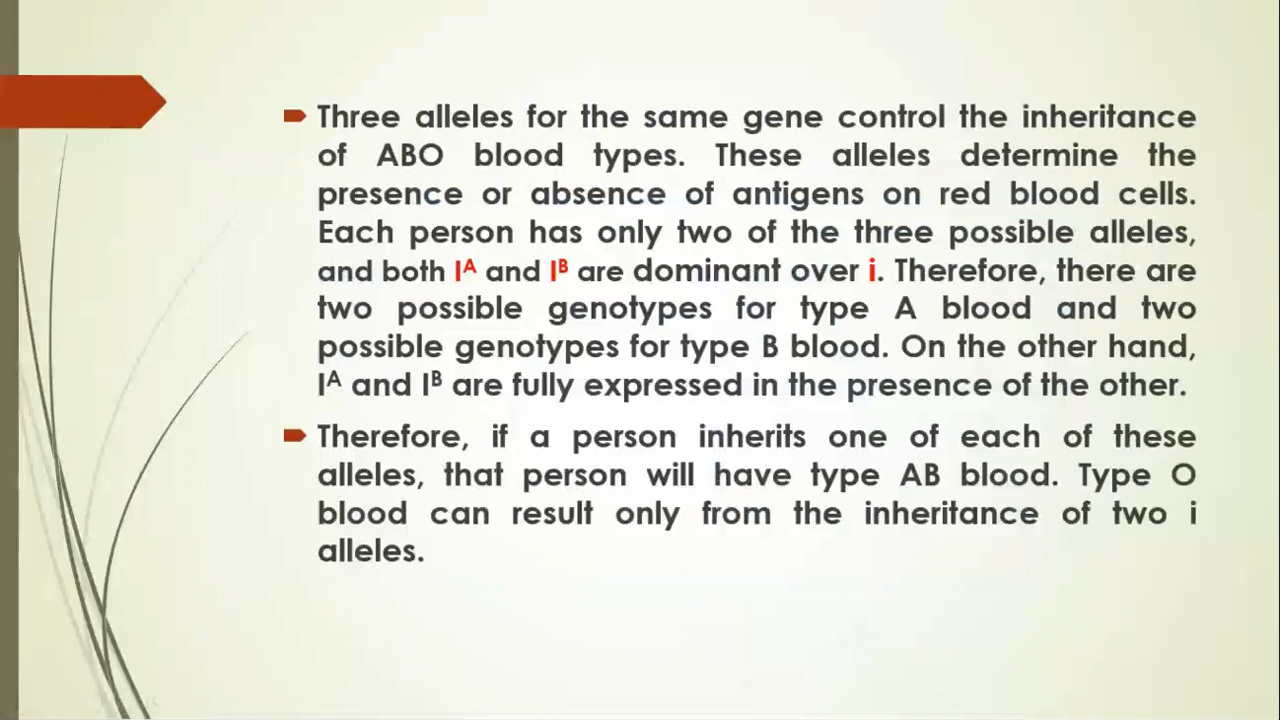 Three alleles for the same gene control the inheritance
of ABO blood types. These alleles determine the
presence or absence of antigens on red blood cells.
Each person has only two of the three possible alleles,
and both Iᴬ and Iᴮ are dominant over i. Therefore, there are
two possible genotypes for type A blood and two
possible genotypes for type B blood. On the other hand,
Iᴬ and Iᴮ are fully expressed in the presence of the other.
Therefore, if a person inherits one of each of these
alleles, that person will have type AB blood. Type O
blood can result only from the inheritance of two i
alleles.